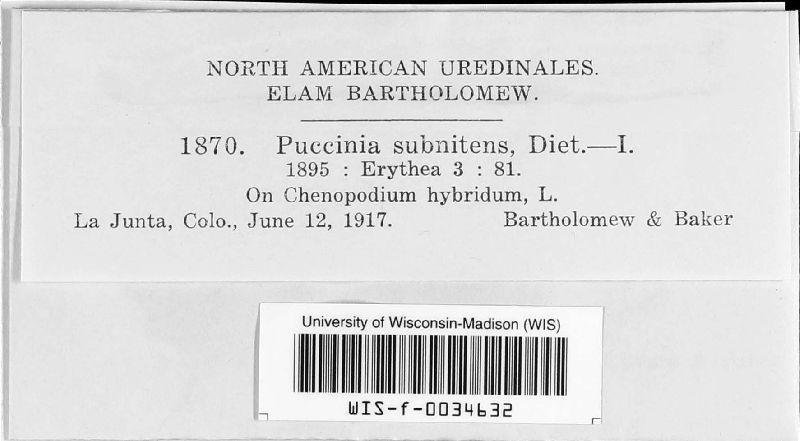 NORTH AMERICAN UREDINALES.
ELAM BARTHOLOMEW.
1870. Puccinia subnitens, Diet.—I.
1895 : Erythea 3 : 81.
On Chenopodium hybridum, L.
La Junta, Colo., June 12, 1917. Bartholomew & Baker
University of Wisconsin-Madison (WIS)
WIS-f-0034632